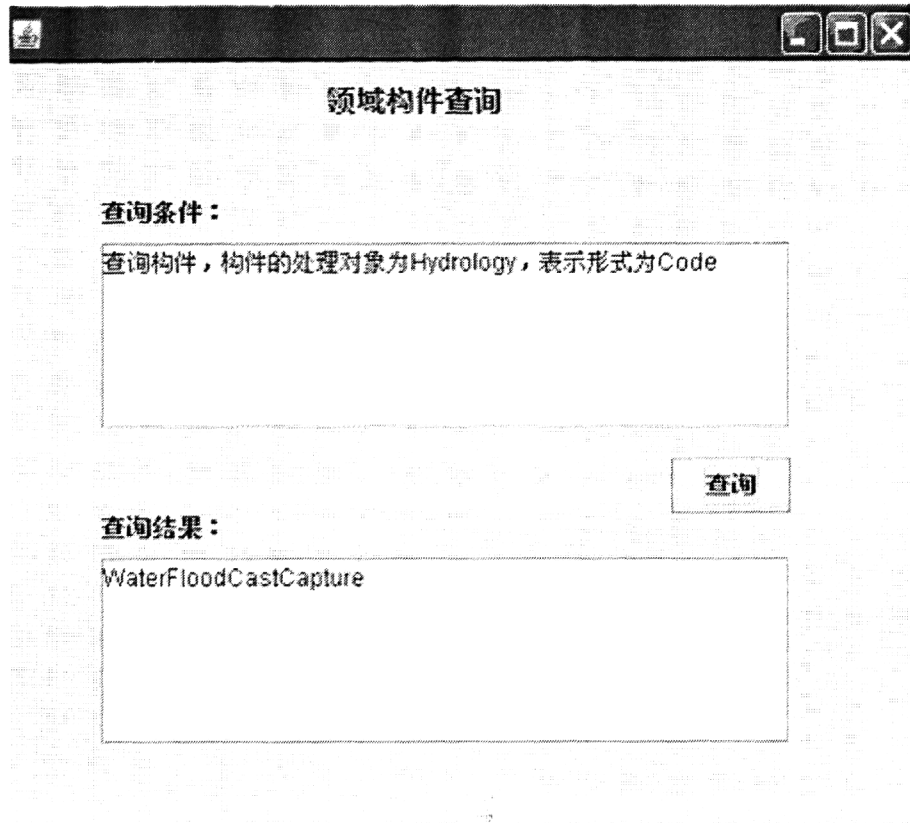 领域构件查询
查询条件：
查询构件，构件的处理对象为Hydrology，表示形式为Code
查询
查询结果：
WaterFloodCastCapture